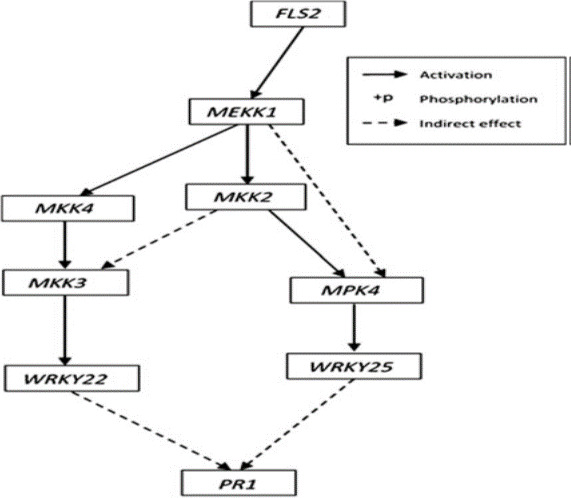 FLS2
Activation
+p Phosphorylation
Indirect effect
MEKK1
MKK2
MKK4
MKK3
MPK4
WRKY25
WRKY22
PR1